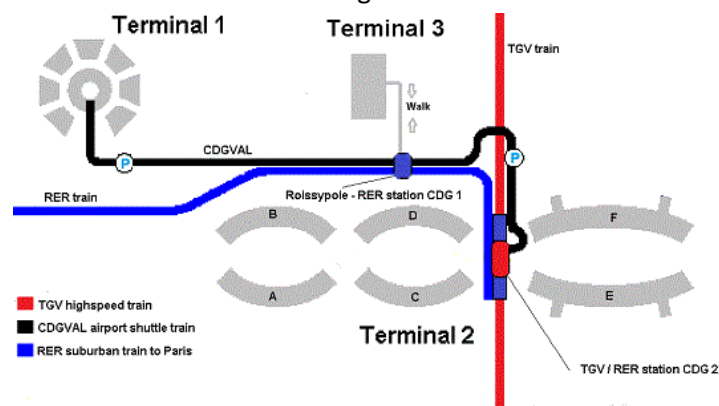 Terminal 1
Terminal 3
TGV train
Walk
P
CDGVAL
P
RER train
Roissypole - RER station CDG 1
B
D
F
A
C
E
TGV highspeed train
CDGVAL airport shuttle train
RER suburban train to Paris
Terminal 2
TGV / RER station CDG 2